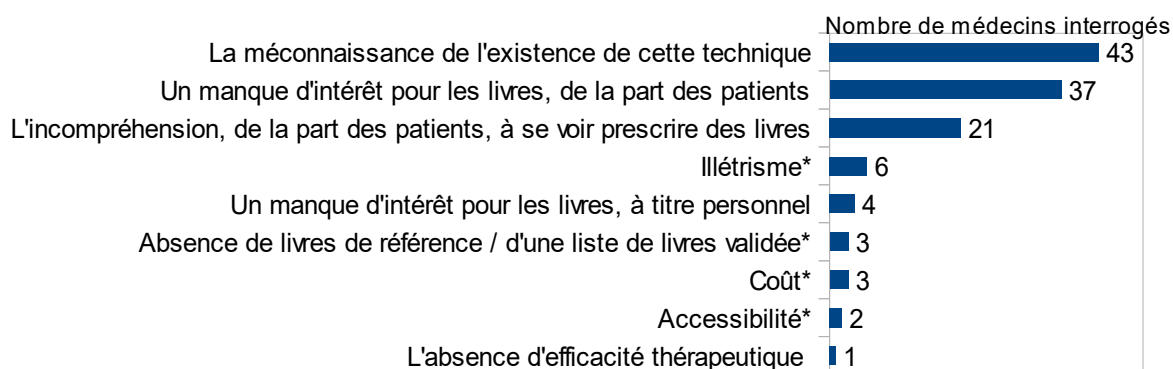 Nombre de médecins interrogés
La méconnaissance de l'existence de cette technique 43
Un manque d'intérêt pour les livres, de la part des patients 37
L'incompréhension, de la part des patients, à se voir prescrire des livres 21
Illétrisme* 6
Un manque d'intérêt pour les livres, à titre personnel 4
Absence de livres de référence / d'une liste de livres validée* 3
Coût* 3
Accessibilité* 2
L'absence d'efficacité thérapeutique 1